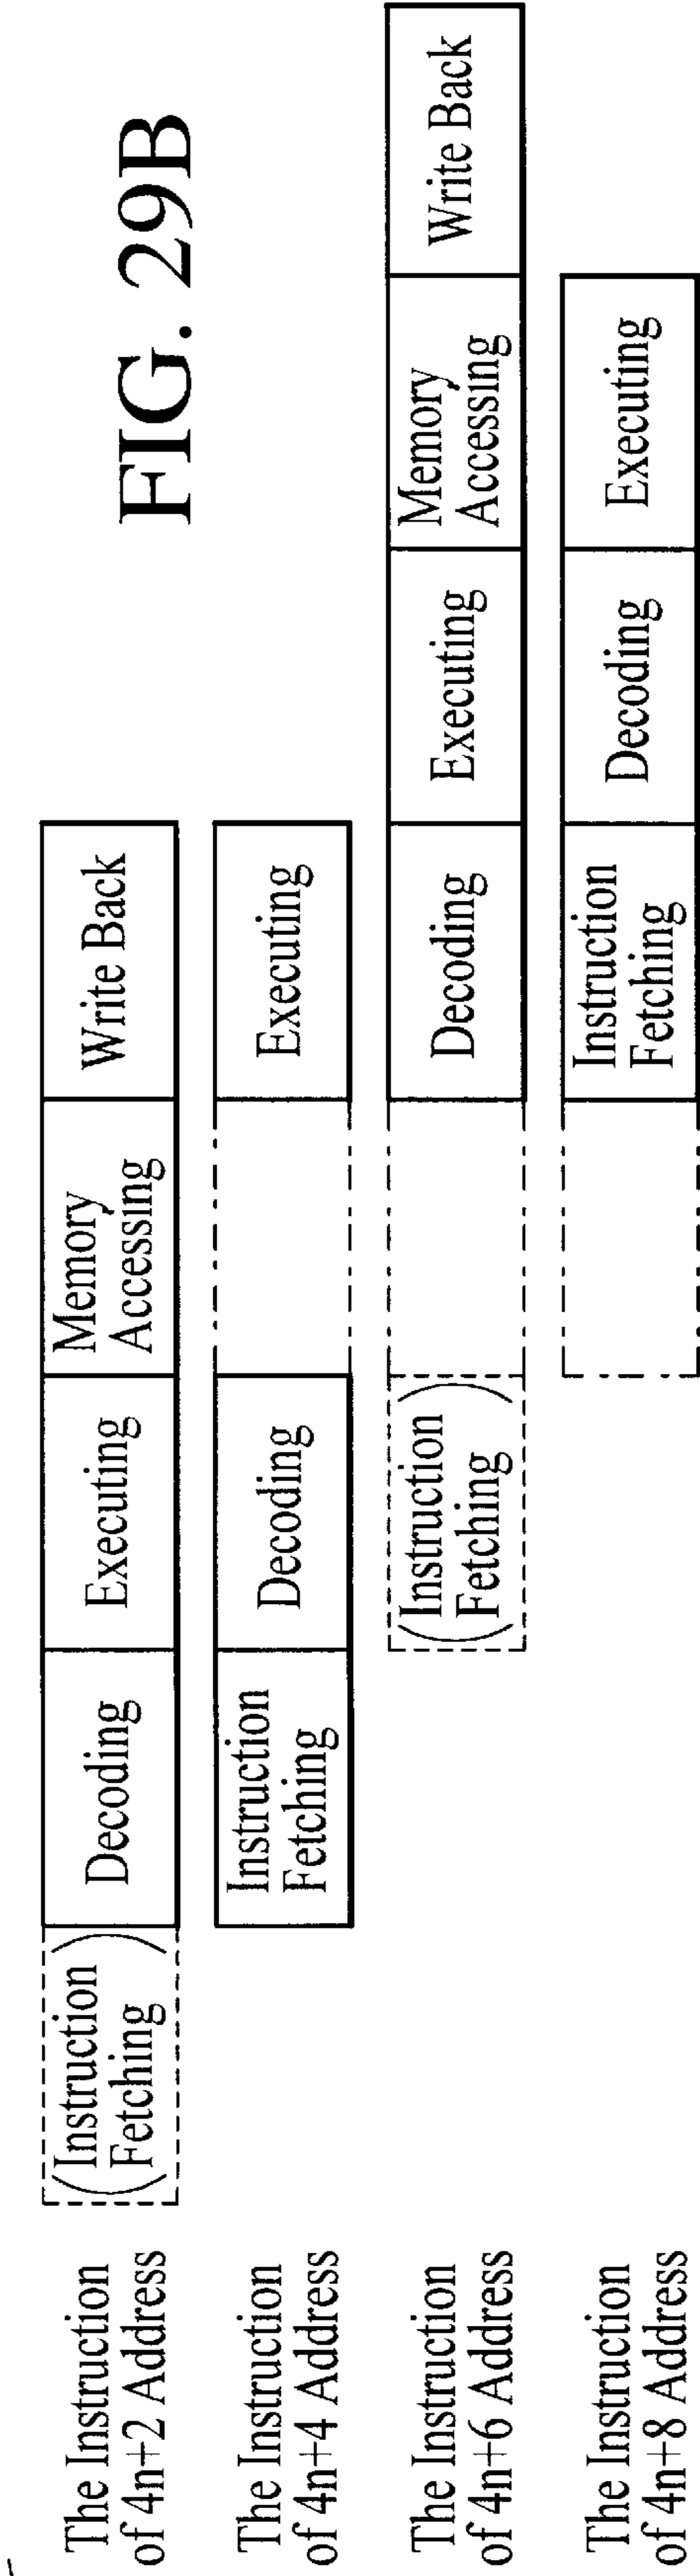 FIG. 29B
The Instruction
of 4n+2 Address
(Instruction
Fetching)
Decoding
Executing
Memory
Accessing
Write Back
The Instruction
of 4n+4 Address
Instruction
Fetching
Decoding
Executing
The Instruction
of 4n+6 Address
(Instruction
Fetching)
Decoding
Executing
Memory
Accessing
Write Back
The Instruction
of 4n+8 Address
Instruction
Fetching
Decoding
Executing